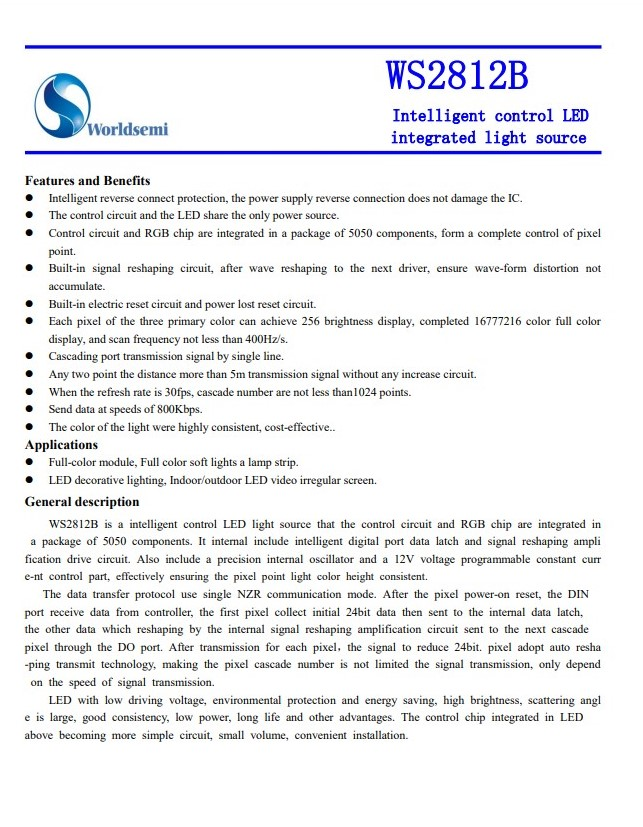 WS2812B
Worldsemi
Intelligent control LED
integrated light source
Features and Benefits
● Intelligent reverse connect protection, the power supply reverse connection does not damage the IC.
● The control circuit and the LED share the only power source.
● Control circuit and RGB chip are integrated in a package of 5050 components, form a complete control of pixel
point.
● Built-in signal reshaping circuit, after wave reshaping to the next driver, ensure wave-form distortion not
accumulate.
● Built-in electric reset circuit and power lost reset circuit.
● Each pixel of the three primary color can achieve 256 brightness display, completed 16777216 color full color
display, and scan frequency not less than 400Hz/s.
● Cascading port transmission signal by single line.
● Any two point the distance more than 5m transmission signal without any increase circuit.
● When the refresh rate is 30fps, cascade number are not less than1024 points.
● Send data at speeds of 800Kbps.
● The color of the light were highly consistent, cost-effective..
Applications
● Full-color module, Full color soft lights a lamp strip.
● LED decorative lighting, Indoor/outdoor LED video irregular screen.
General description
WS2812B is a intelligent control LED light source that the control circuit and RGB chip are integrated in
a package of 5050 components. It internal include intelligent digital port data latch and signal reshaping ampli
fication drive circuit. Also include a precision internal oscillator and a 12V voltage programmable constant curr
e-nt control part, effectively ensuring the pixel point light color height consistent.
The data transfer protocol use single NZR communication mode. After the pixel power-on reset, the DIN
port receive data from controller, the first pixel collect initial 24bit data then sent to the internal data latch,
the other data which reshaping by the internal signal reshaping amplification circuit sent to the next cascade
pixel through the DO port. After transmission for each pixel，the signal to reduce 24bit. pixel adopt auto resha
-ping transmit technology, making the pixel cascade number is not limited the signal transmission, only depend
on the speed of signal transmission.
LED with low driving voltage, environmental protection and energy saving, high brightness, scattering angl
e is large, good consistency, low power, long life and other advantages. The control chip integrated in LED
above becoming more simple circuit, small volume, convenient installation.